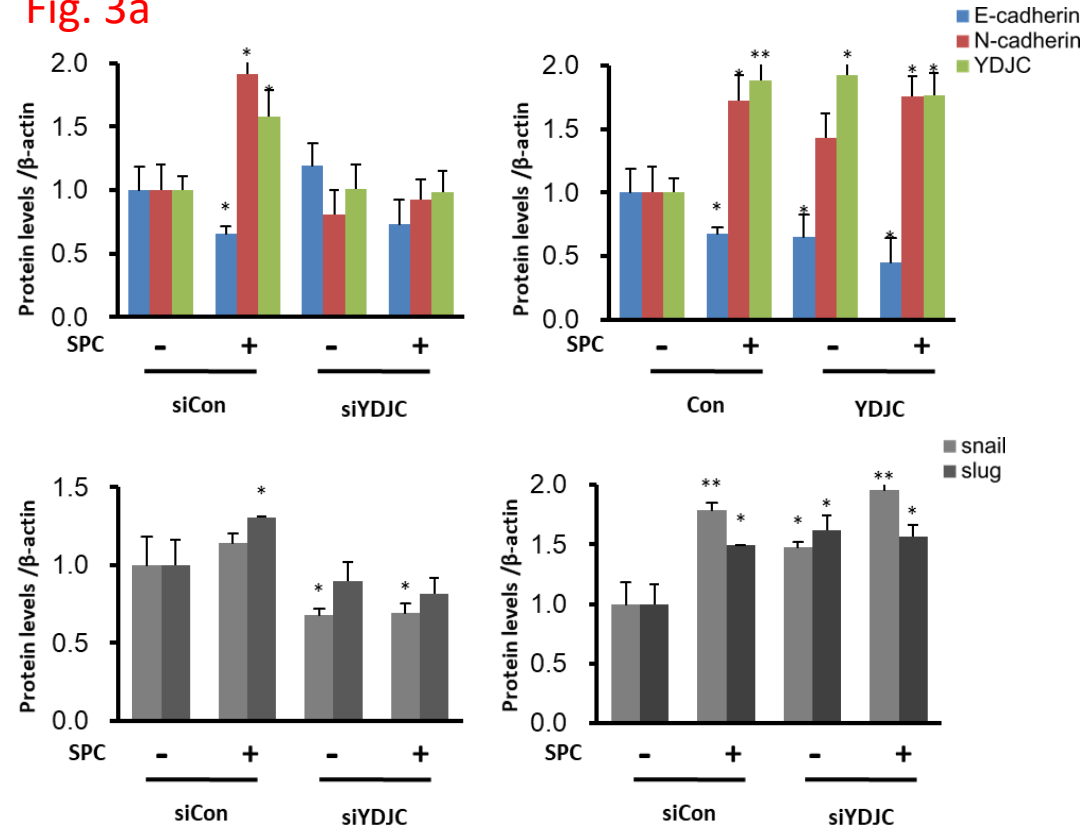 Fig. 3a
E-cadherin
N-cadherin
YDJC
Protein levels /β-actin
2.0
1.5
1.0
0.5
0.0
* * *
SPC - + - +
siCon siYDJC
Protein levels /β-actin
2.0
1.5
1.0
0.5
0.0
* * ** * * * * *
SPC - + - +
Con YDJC
snail
slug
Protein levels /β-actin
1.5
1.0
0.5
0.0
* * *
SPC - + - +
siCon siYDJC
Protein levels /β-actin
2.0
1.5
1.0
0.5
0.0
** * * * ** *
SPC - + - +
siCon siYDJC